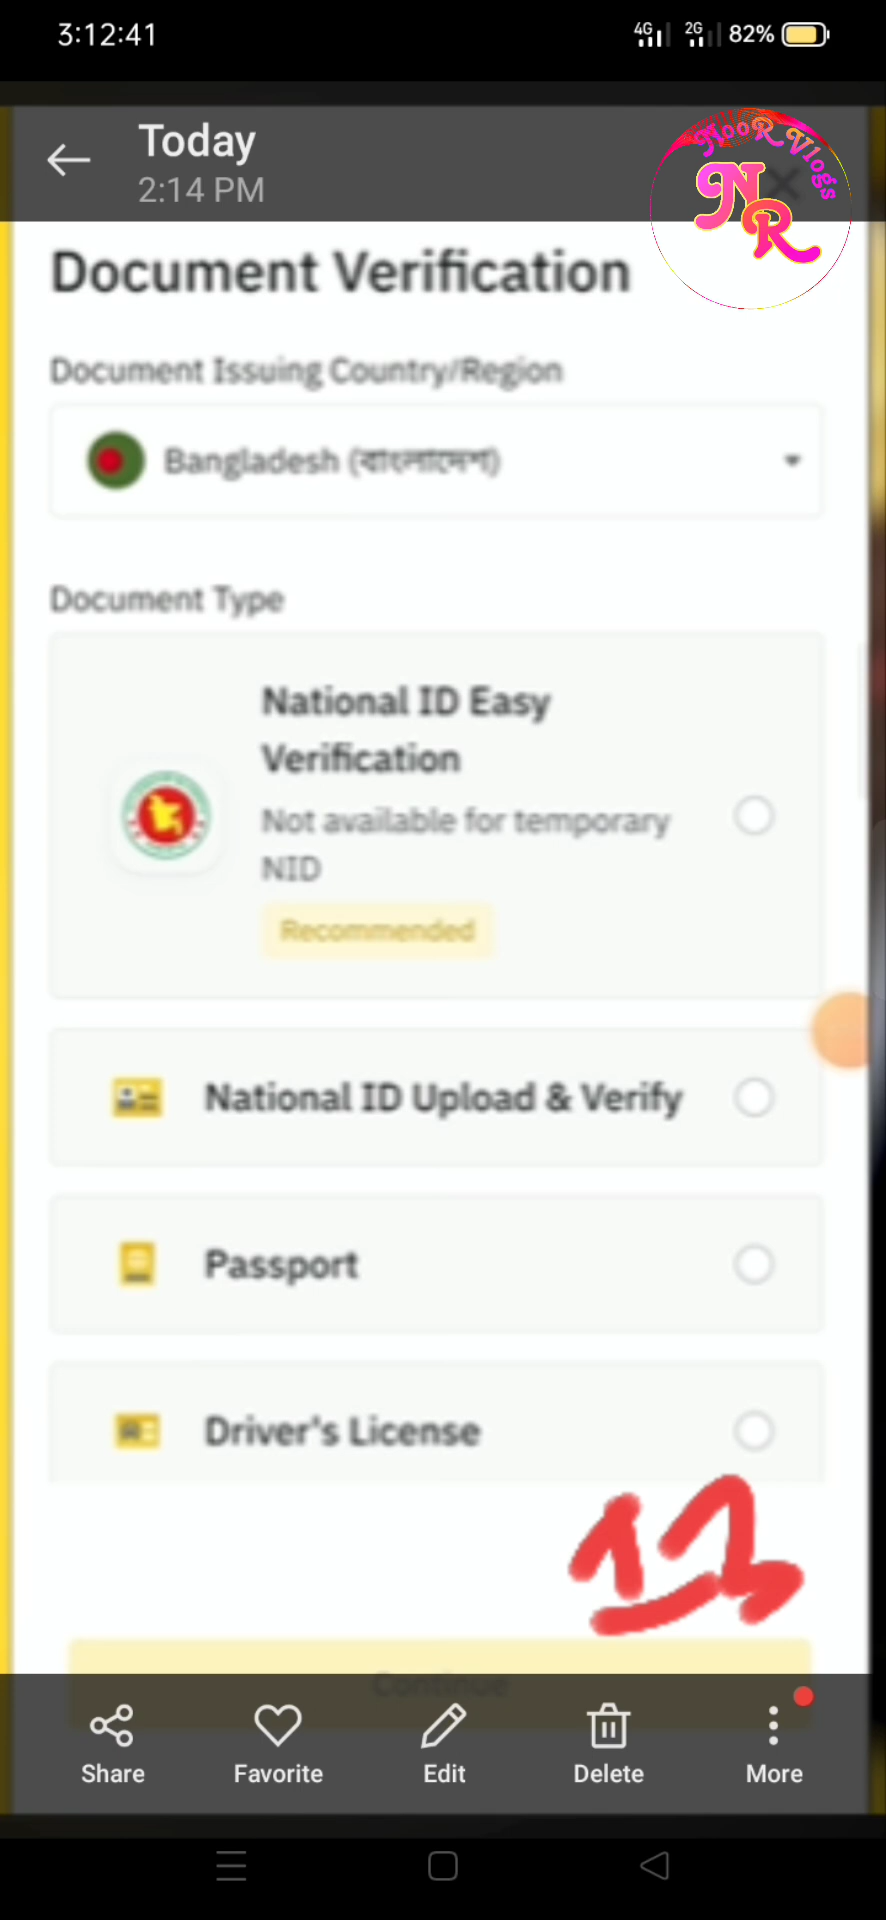 3:12:41
4G 2G 82%
Today
2:14 PM
NooR Vlogs
NR
Document Verification
Document Issuing Country/Region
Bangladesh (বাংলাদেশ)
Document Type
National ID Easy
Verification
Not available for temporary
NID
Recommended
National ID Upload & Verify
Passport
Driver's License
Continue
Share Favorite Edit Delete More